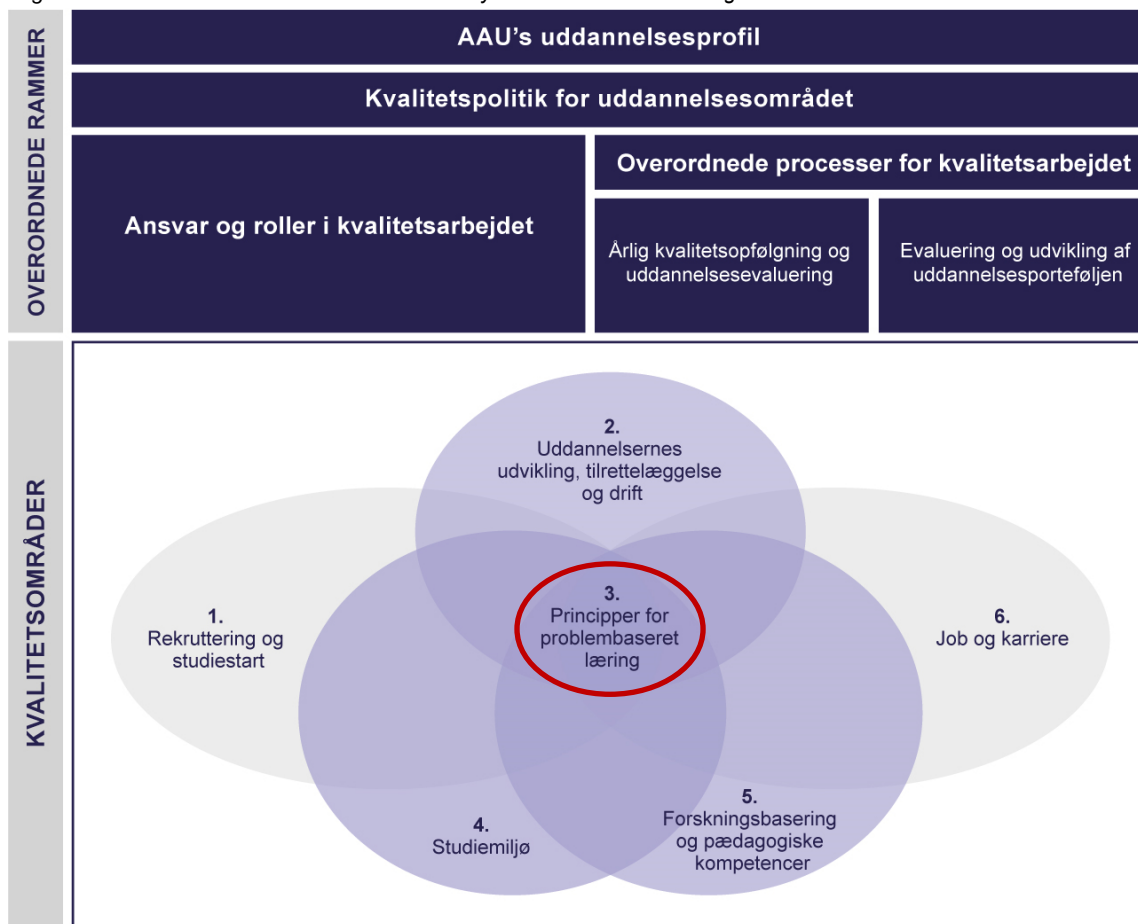 OVERORDNEDE RAMMER
AAU's uddannelsesprofil
Kvalitetspolitik for uddannelsesområdet
Ansvar og roller i kvalitetsarbejdet
Overordnede processer for kvalitetsarbejdet
Årlig kvalitetsopfølgning og
uddannelsesevaluering
Evaluering og udvikling af
uddannelsesporteføljen
KVALITETSOMRÅDER
1.
Rekruttering og
studiestart
2.
Uddannelsernes
udvikling, tilrettelæggelse
og drift
3.
Principper for
problembaseret
læring
4.
Studiemiljø
5.
Forskningsbasering
og pædagogiske
kompetencer
6.
Job og karriere